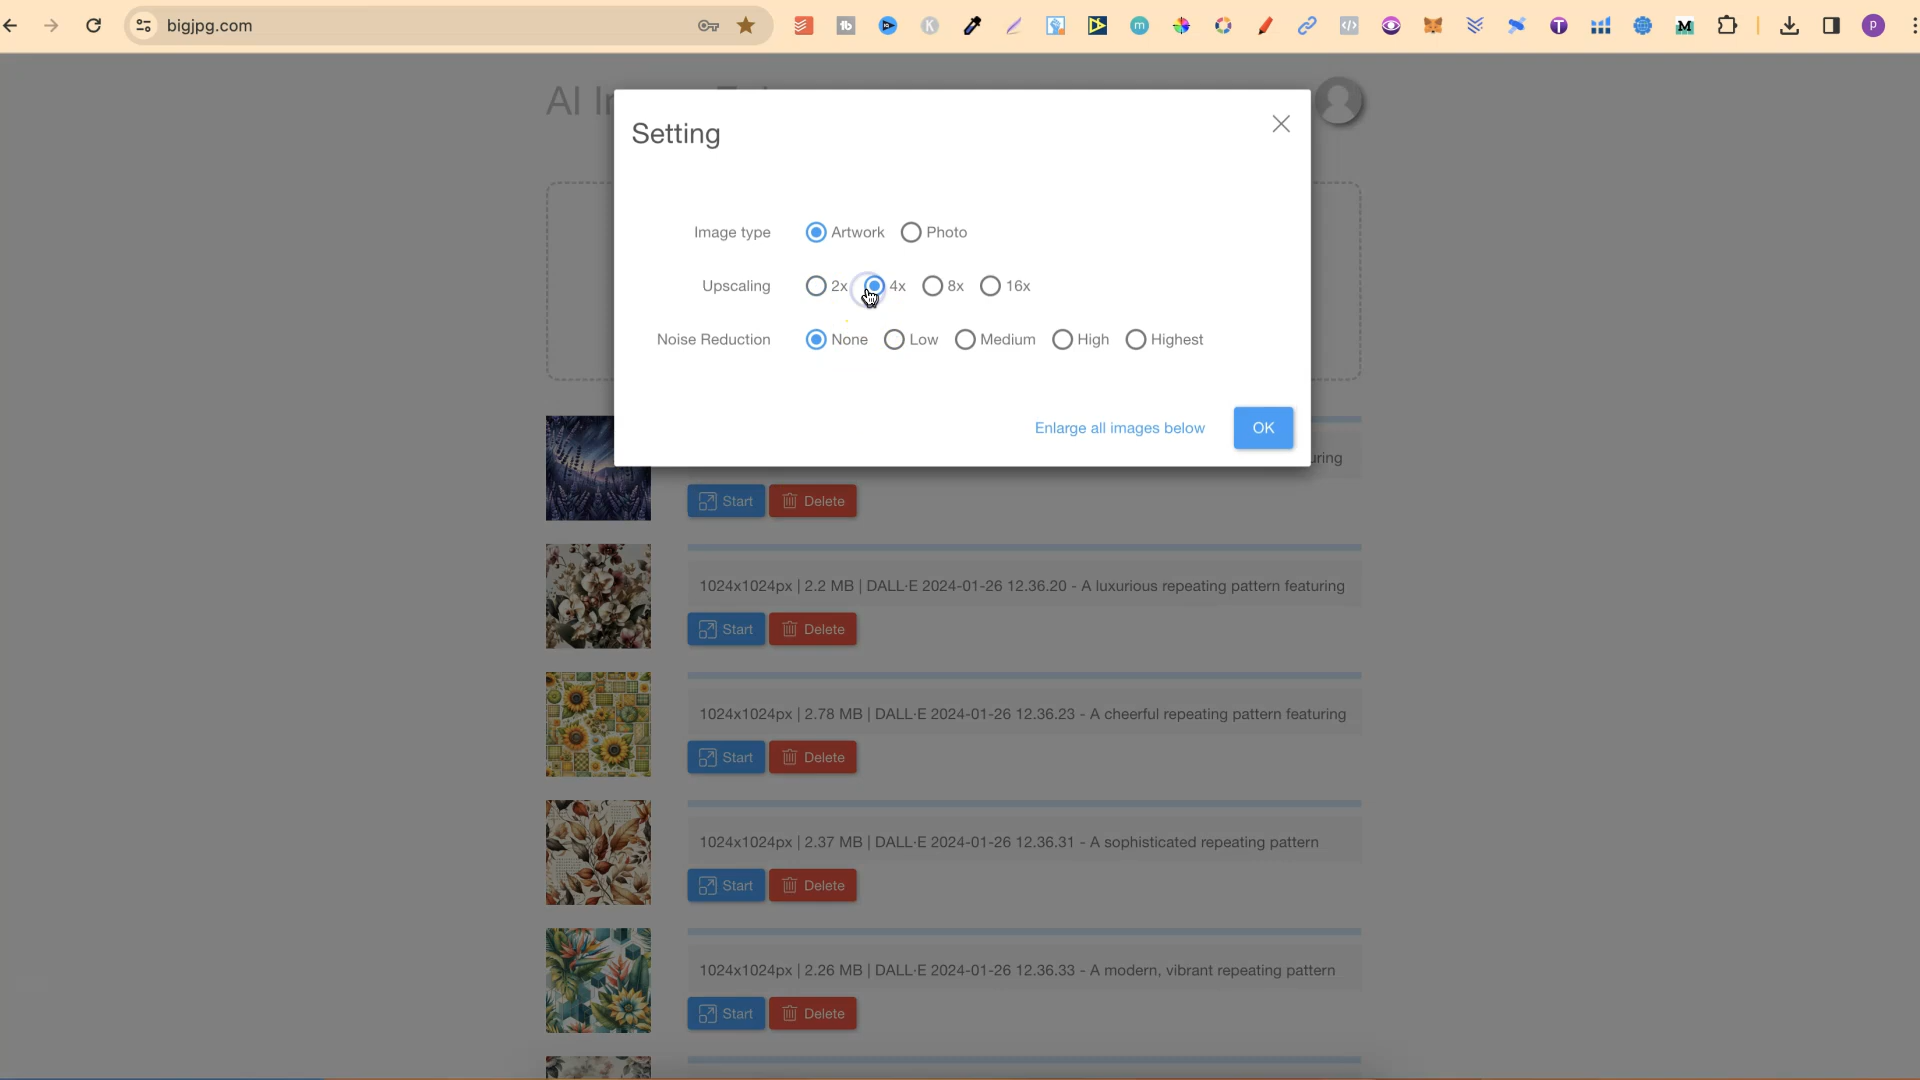 bigjpg.com
Setting
Image type Artwork Photo
Upscaling 2x 4x 8x 16x
Noise Reduction None Low Medium High Highest
Enlarge all images below OK
Start Delete
1024x1024px | 2.2 MB | DALL·E 2024-01-26 12.36.20 - A luxurious repeating pattern featuring
Start Delete
1024x1024px | 2.78 MB | DALL·E 2024-01-26 12.36.23 - A cheerful repeating pattern featuring
Start Delete
1024x1024px | 2.37 MB | DALL·E 2024-01-26 12.36.31 - A sophisticated repeating pattern
Start Delete
1024x1024px | 2.26 MB | DALL·E 2024-01-26 12.36.33 - A modern, vibrant repeating pattern
Start Delete